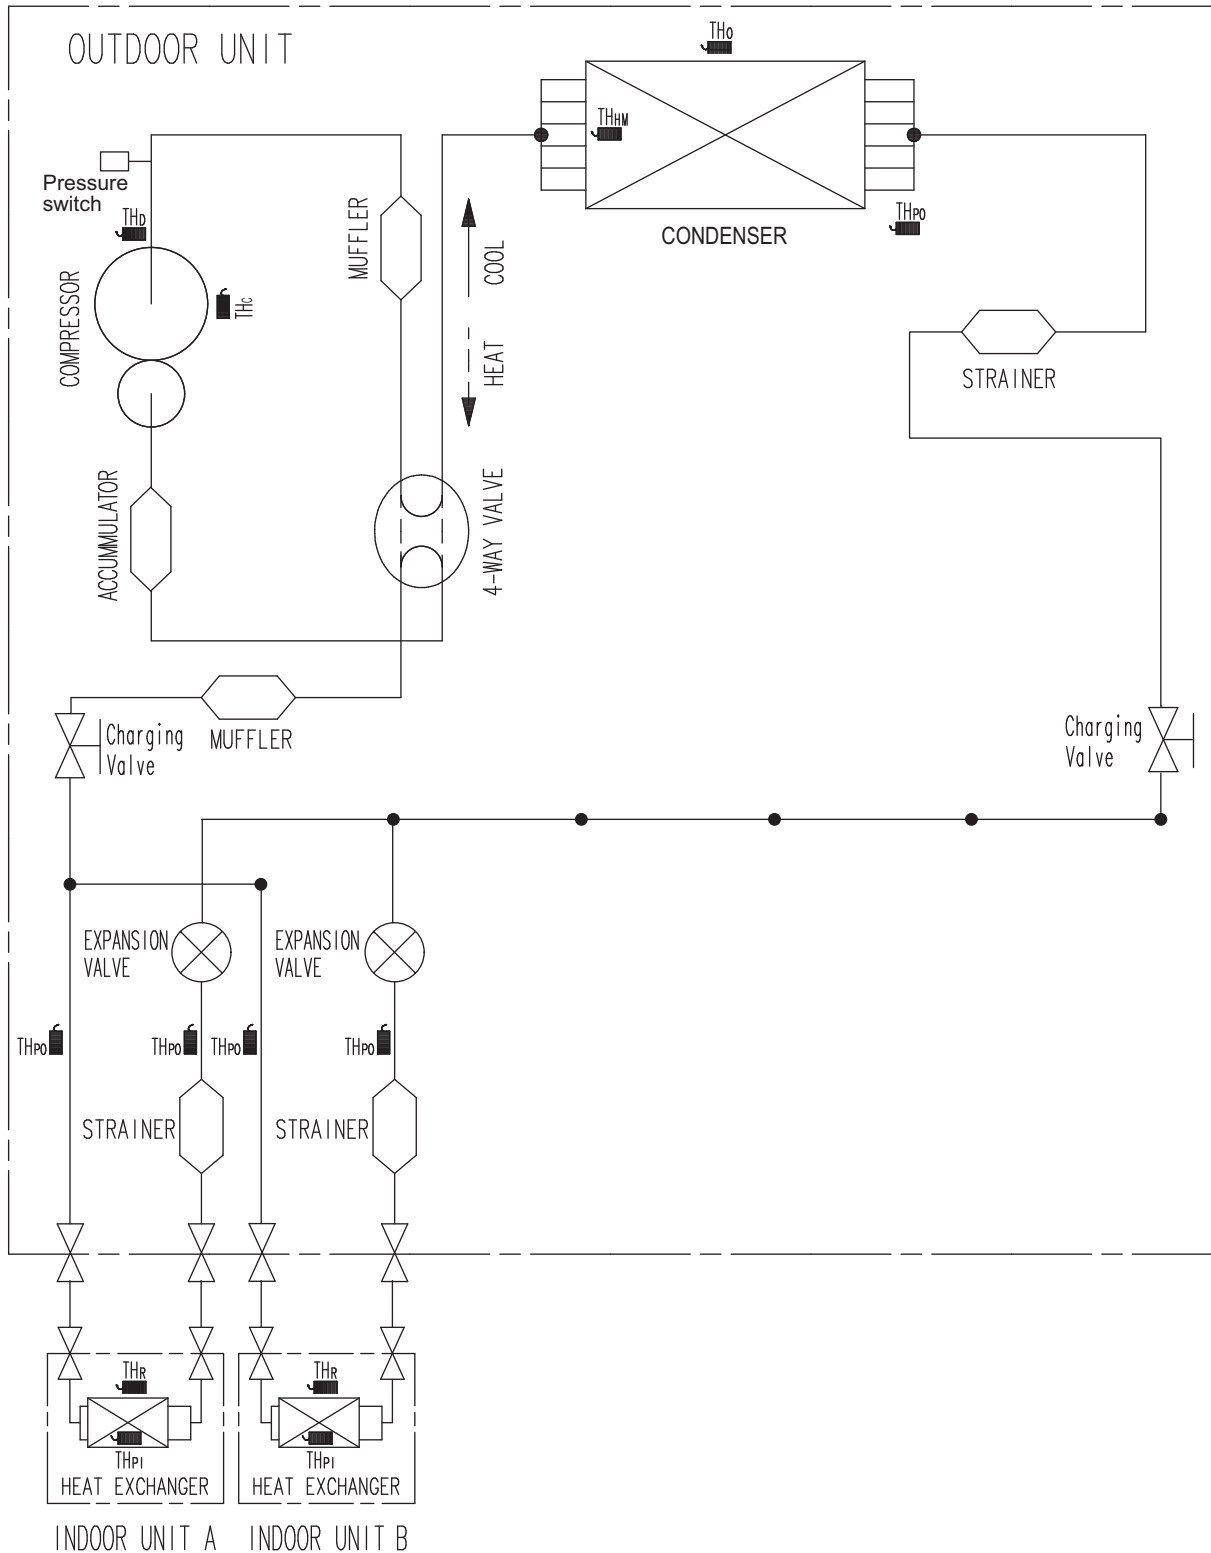 OUTDOOR UNIT
THO
THHM
Pressure
switch
THD
MUFFLER
COOL
CONDENSER
THPO
COMPRESSOR
THC
HEAT
STRAINER
ACCUMMULATOR
4-WAY VALVE
MUFFLER
Charging
Valve
Charging
Valve
EXPANSION
VALVE
EXPANSION
VALVE
THPO
THPO
THPO
THPO
STRAINER
STRAINER
THR
THR
THPI
THPI
HEAT EXCHANGER
HEAT EXCHANGER
INDOOR UNIT A
INDOOR UNIT B